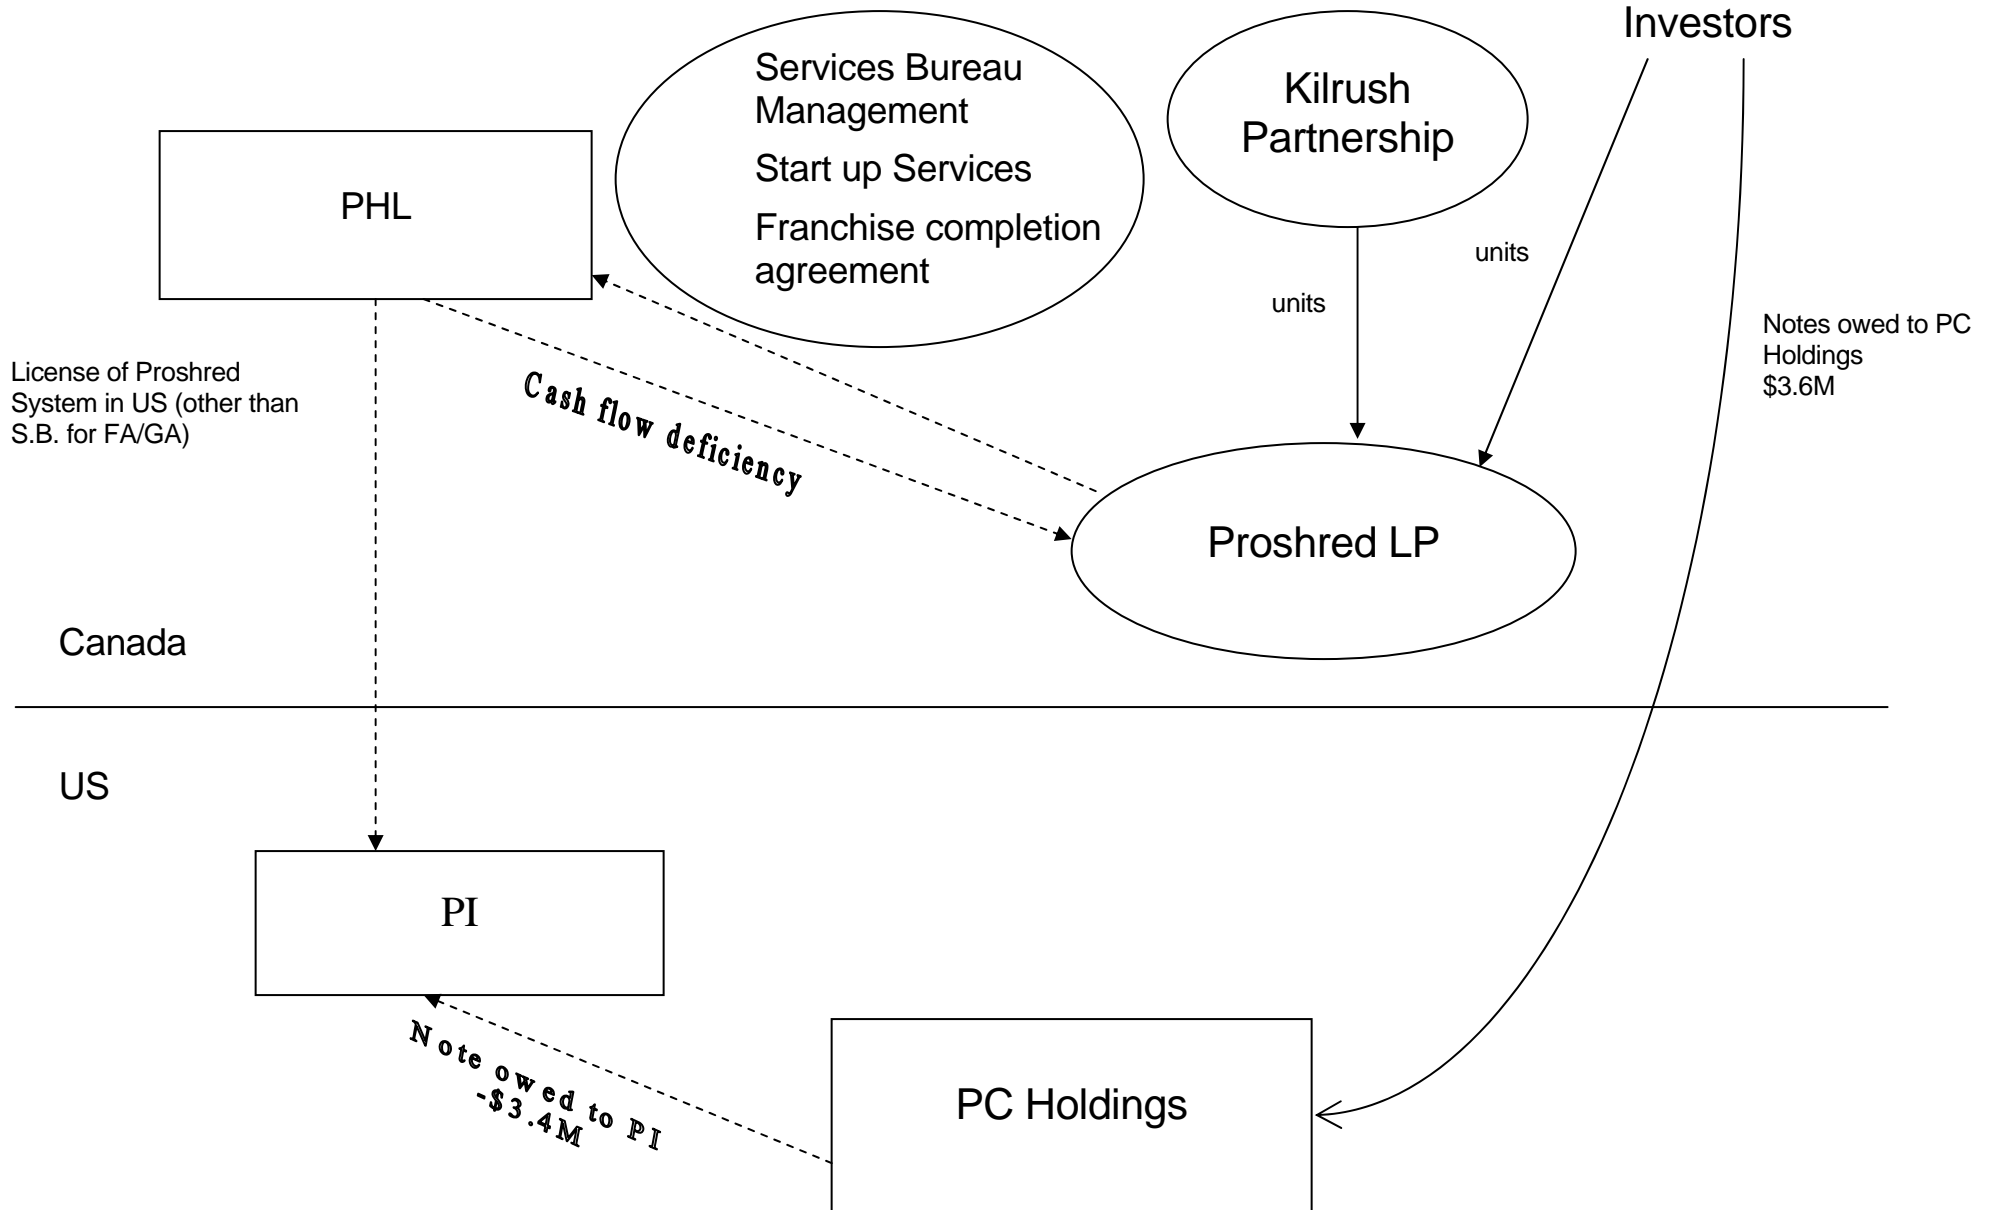 Investors
Services Bureau
Management
Start up Services
Franchise completion
agreement
Kilrush
Partnership
PHL
units
units
Notes owed to PC
Holdings
$3.6M
License of Proshred
System in US (other than
S.B. for FA/GA)
Cash flow deficiency
Proshred LP
Canada
US
PI
Note owed to PI
-$3.4M
PC Holdings